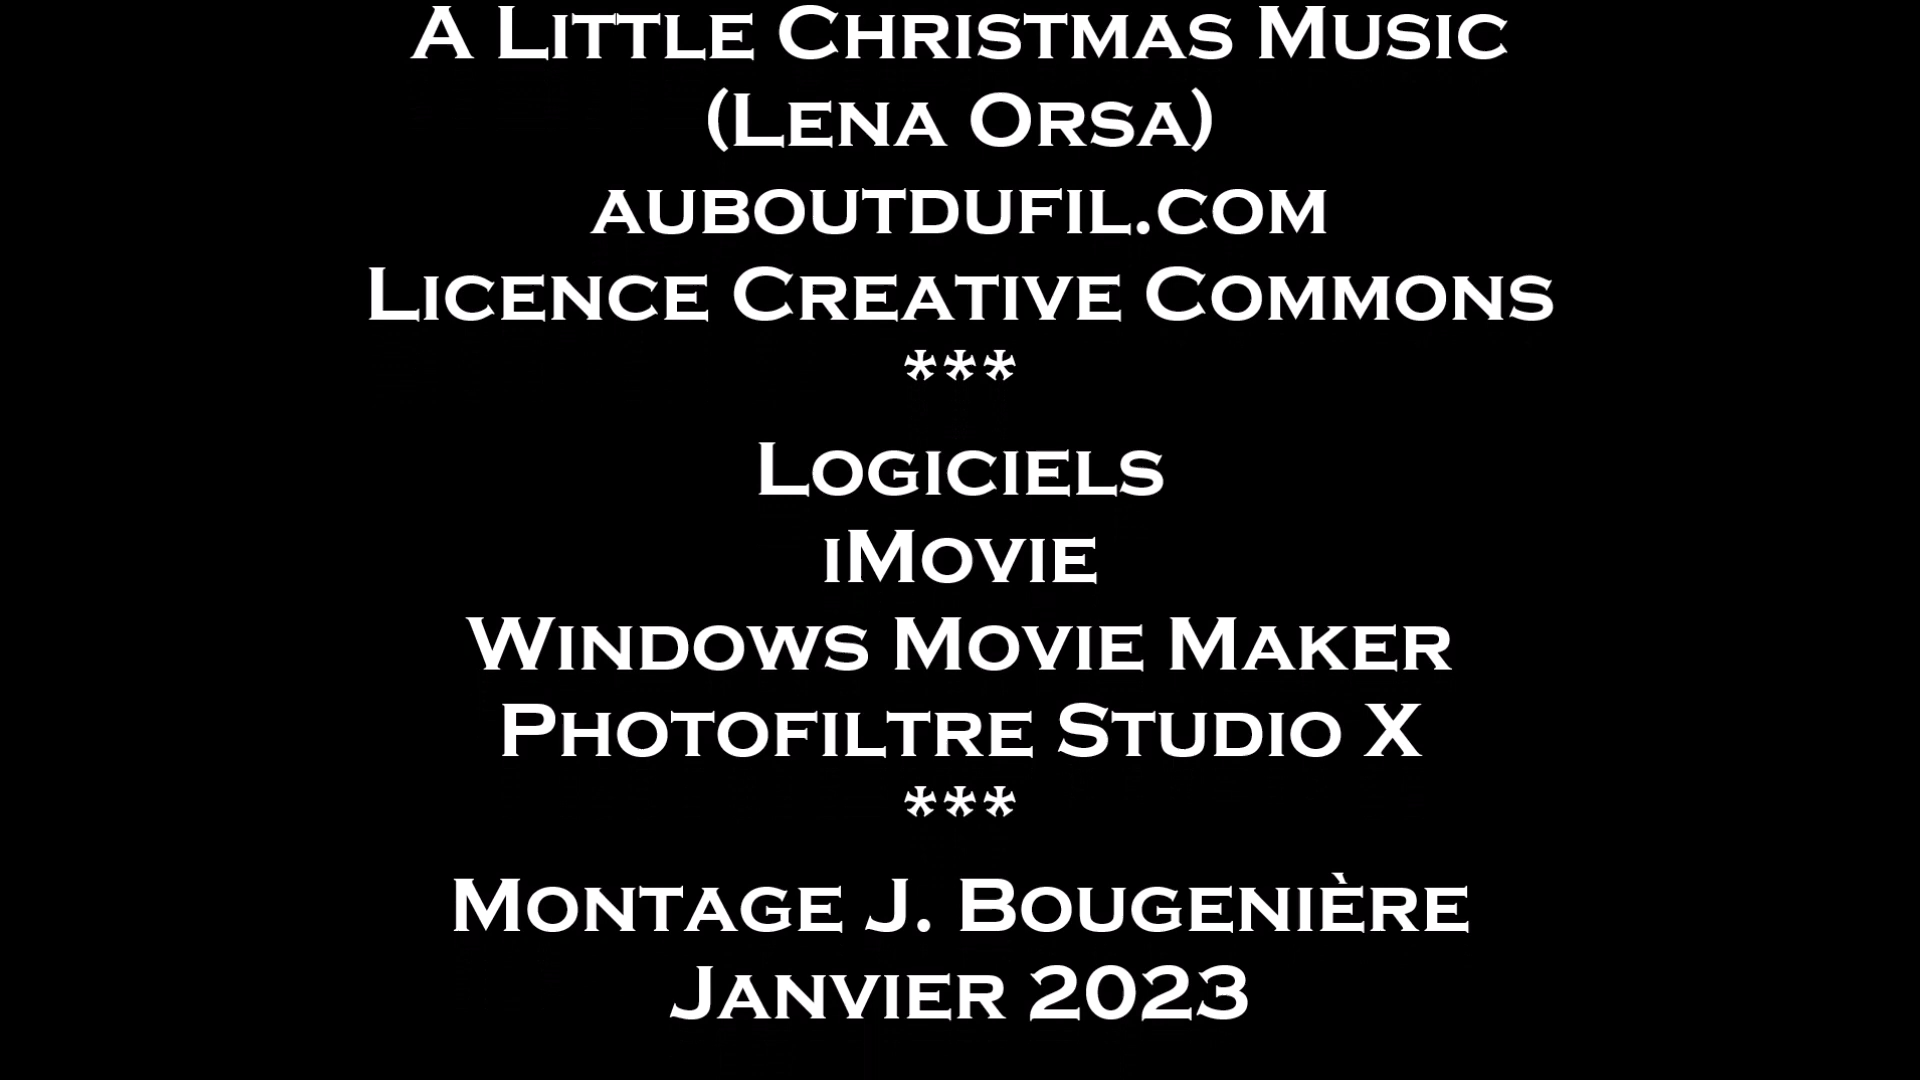 A Little Christmas Music
(Lena Orsa)
auboutdufil.com
Licence Creative Commons
***
Logiciels
iMovie
Windows Movie Maker
Photofiltre Studio X
***
Montage J. Bougenière
Janvier 2023